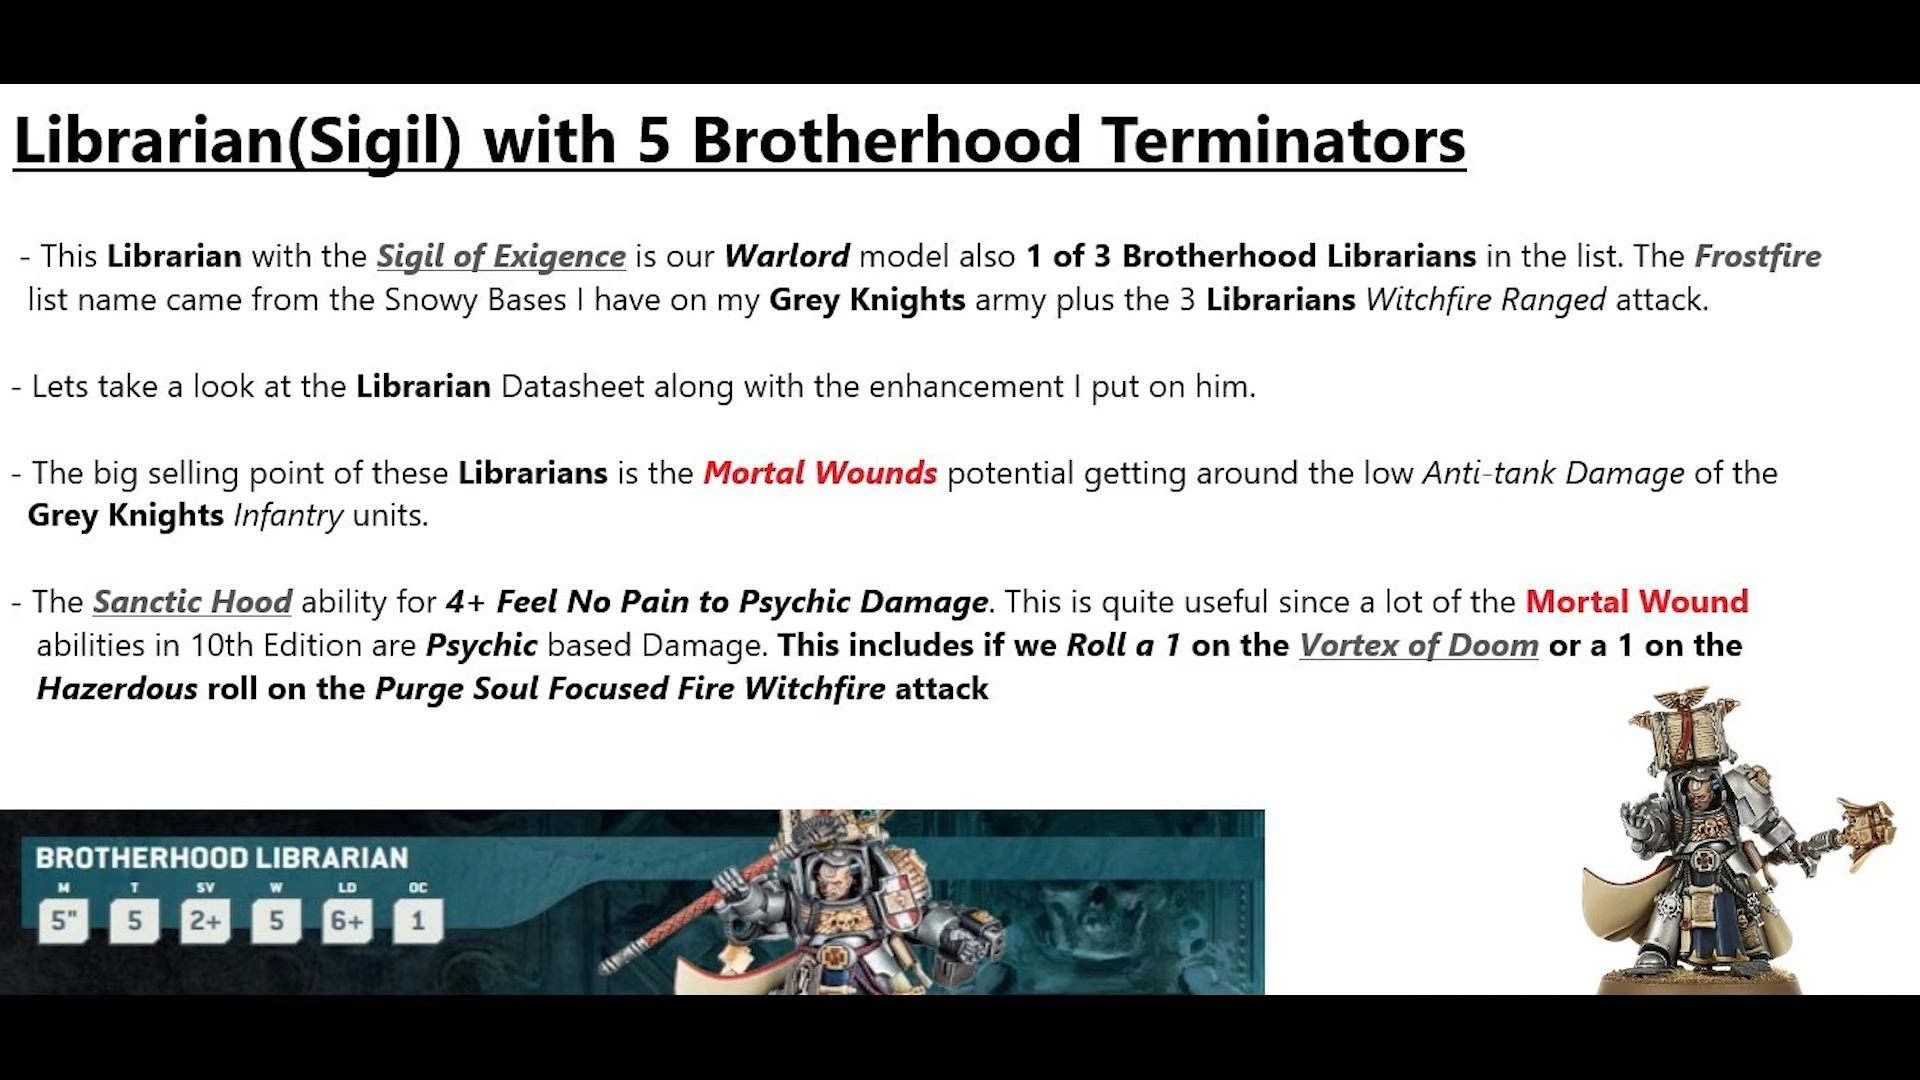 Librarian(Sigil) with 5 Brotherhood Terminators
- This Librarian with the Sigil of Exigence is our Warlord model also 1 of 3 Brotherhood Librarians in the list. The Frostfire
list name came from the Snowy Bases I have on my Grey Knights army plus the 3 Librarians Witchfire Ranged attack.
- Lets take a look at the Librarian Datasheet along with the enhancement I put on him.
- The big selling point of these Librarians is the Mortal Wounds potential getting around the low Anti-tank Damage of the
Grey Knights Infantry units.
- The Sanctic Hood ability for 4+ Feel No Pain to Psychic Damage. This is quite useful since a lot of the Mortal Wound
abilities in 10th Edition are Psychic based Damage. This includes if we Roll a 1 on the Vortex of Doom or a 1 on the
Hazerdous roll on the Purge Soul Focused Fire Witchfire attack
BROTHERHOOD LIBRARIAN
M T SV W LD OC
5" 5 2+ 5 6+ 1